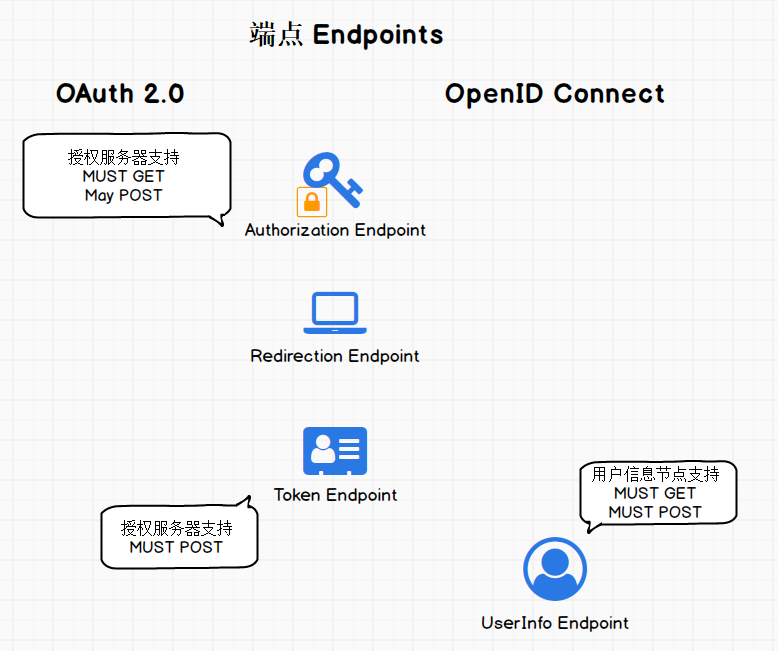 端点 Endpoints
OAuth 2.0
OpenID Connect
授权服务器支持
MUST GET
May POST
Authorization Endpoint
Redirection Endpoint
Token Endpoint
授权服务器支持
MUST POST
用户信息节点支持
MUST GET
MUST POST
UserInfo Endpoint